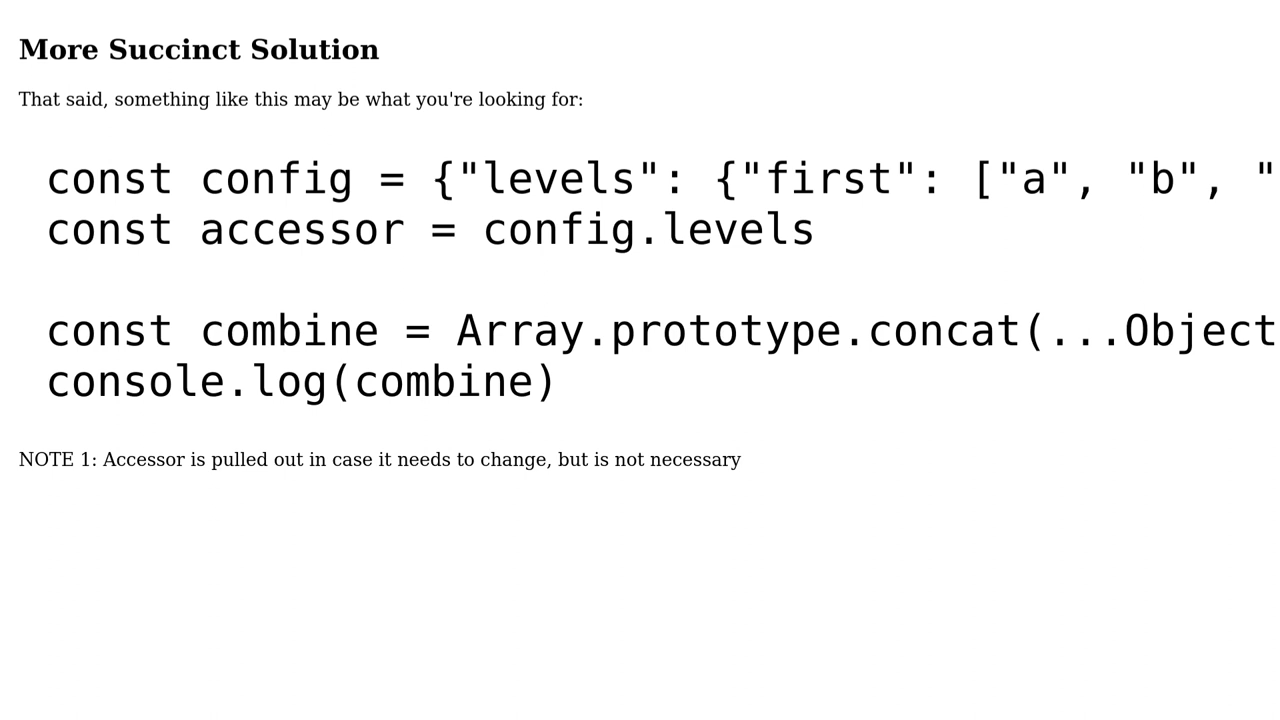 More Succinct Solution
That said, something like this may be what you're looking for:
const config = {"levels": {"first": ["a", "b", "
const accessor = config.levels
const combine = Array.prototype.concat(...Object
console.log(combine)
NOTE 1: Accessor is pulled out in case it needs to change, but is not necessary